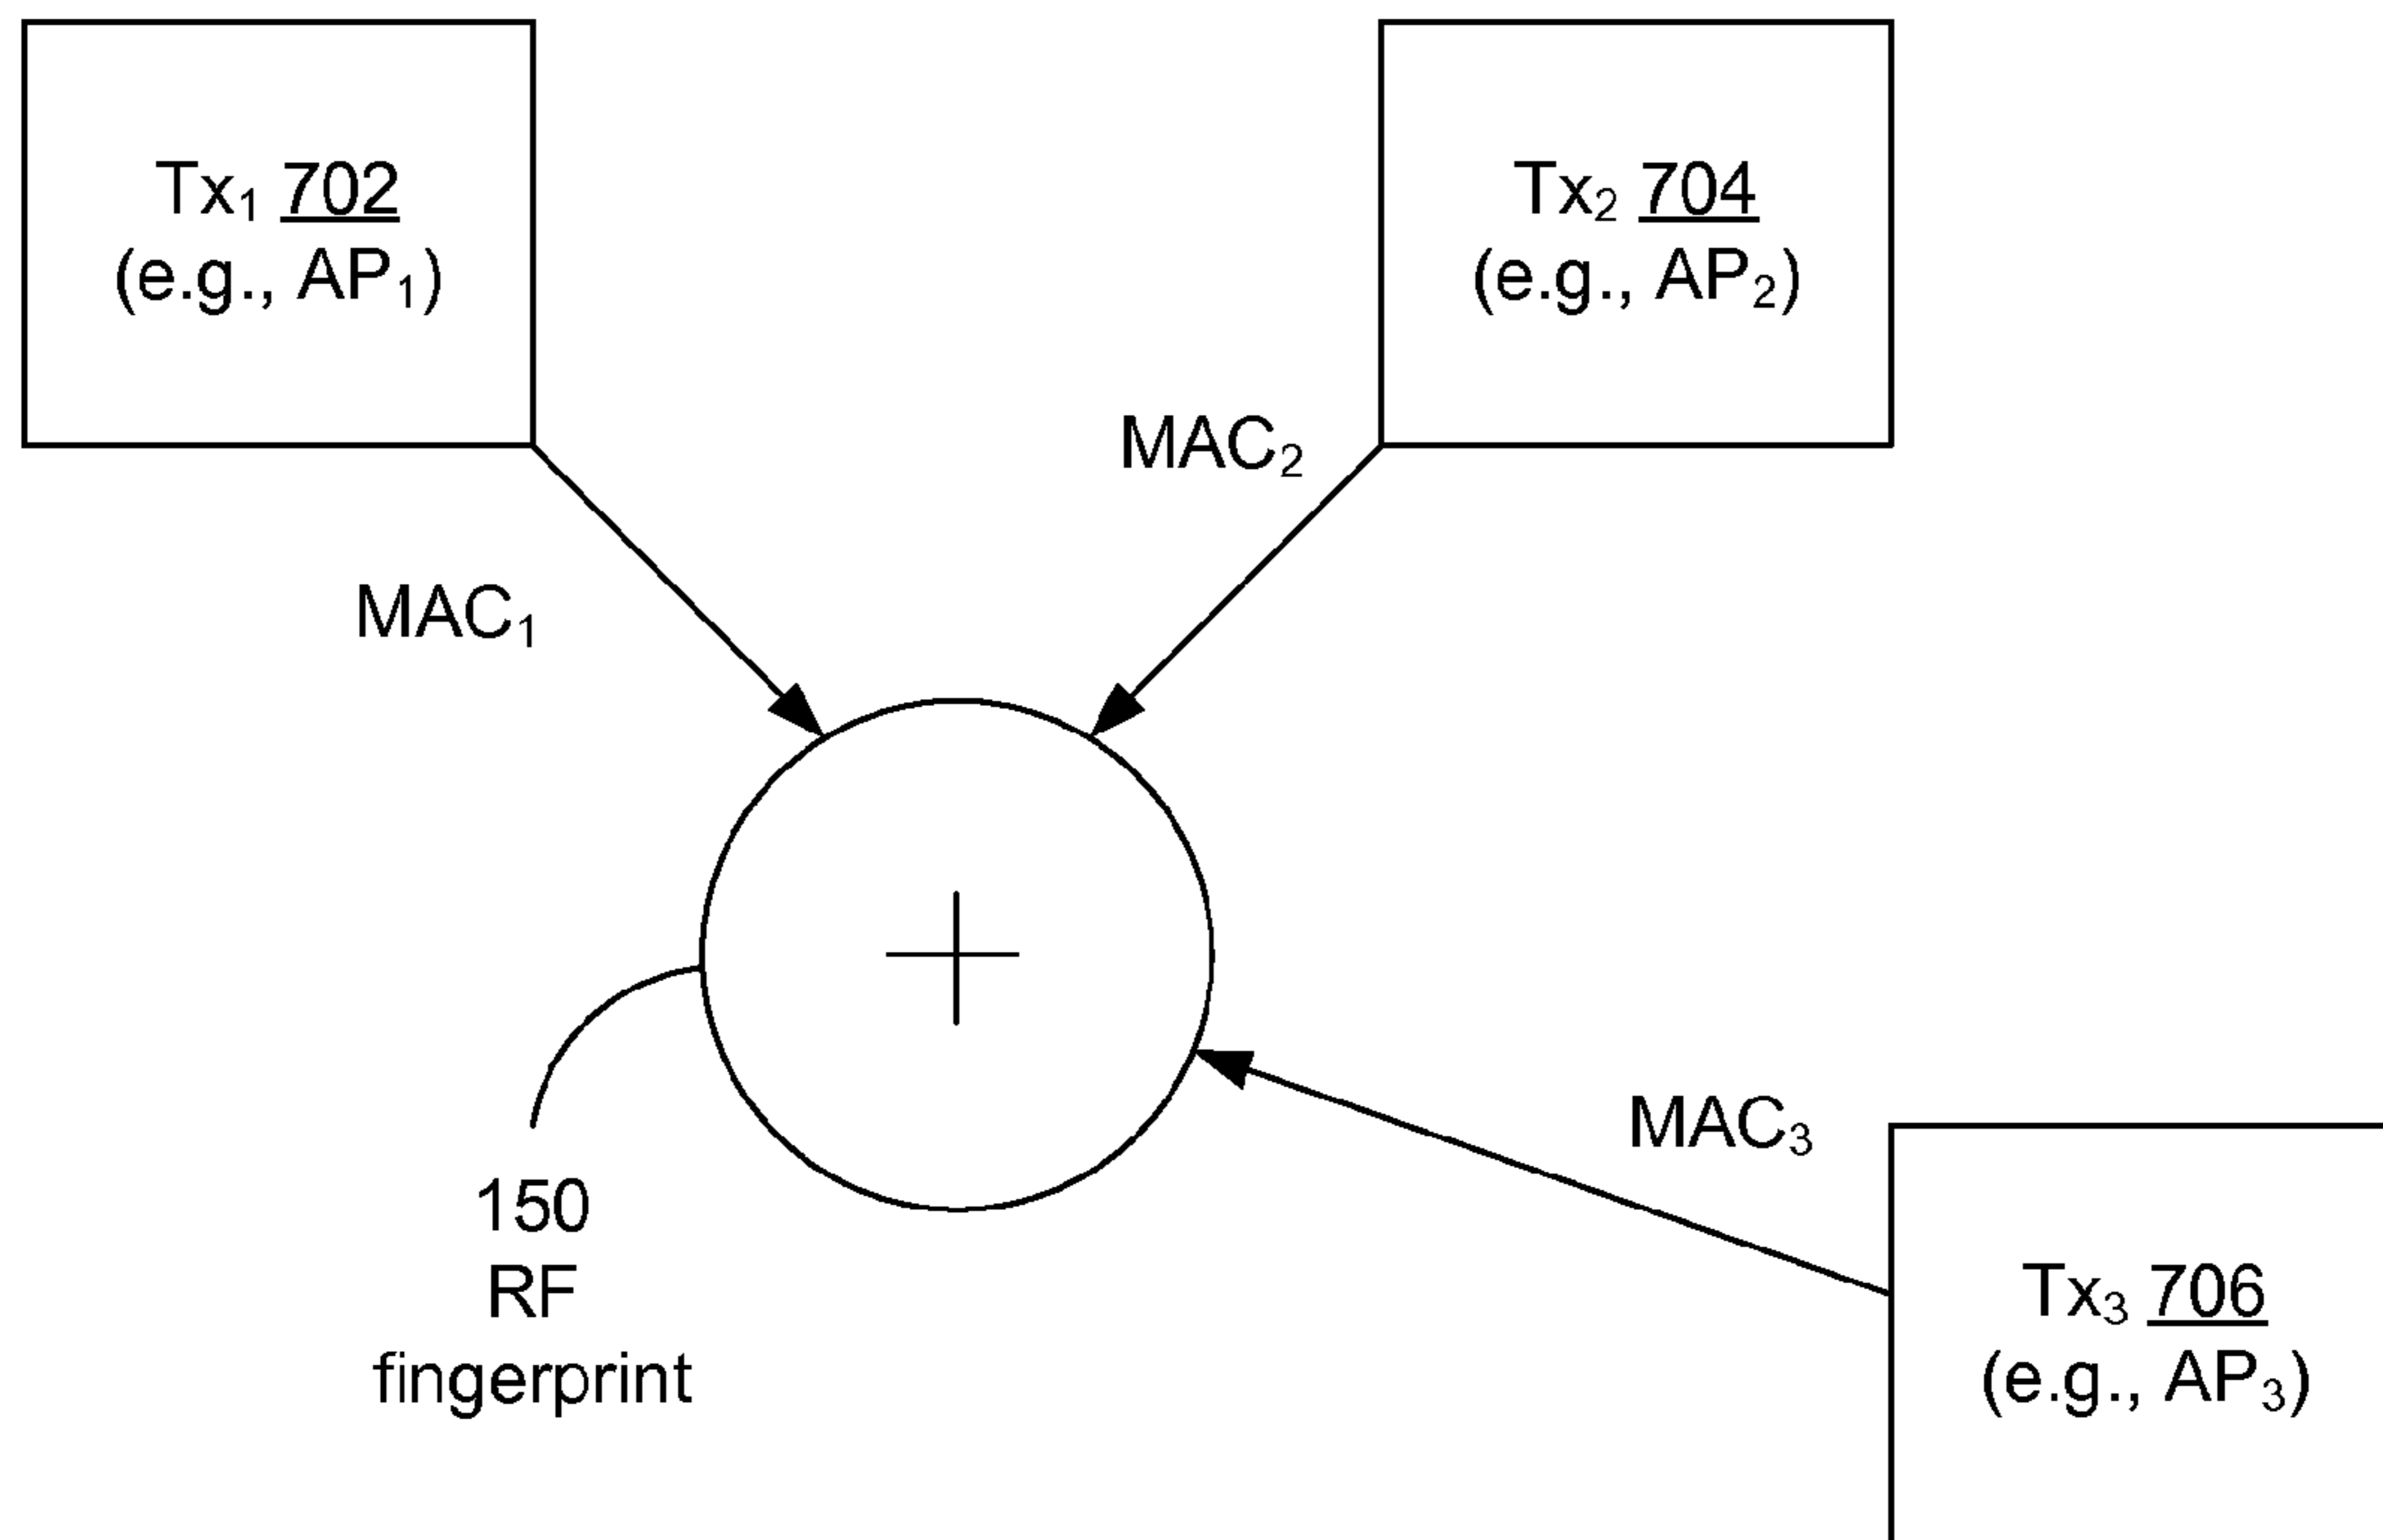 Tx₁ 702
(e.g., AP₁)
Tx₂ 704
(e.g., AP₂)
MAC₂
MAC₁
MAC₃
150
RF
fingerprint
Tx₃ 706
(e.g., AP₃)